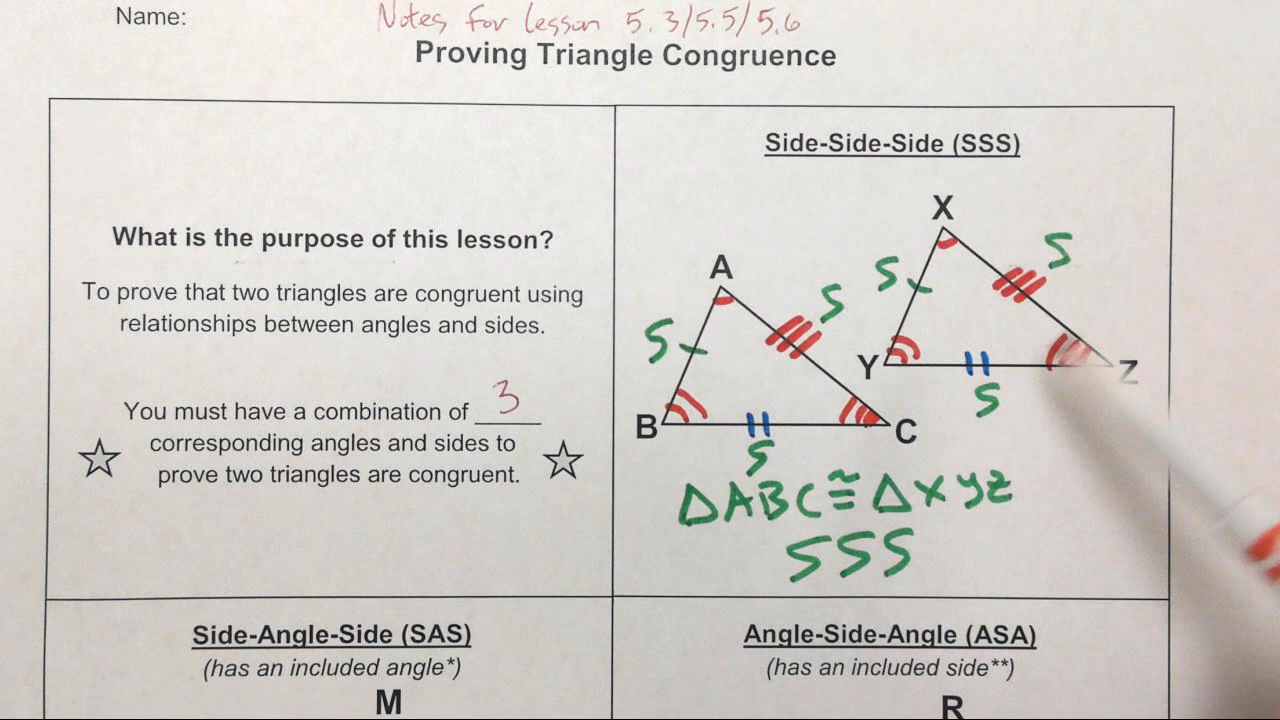 Name:
Notes for lesson 5.3/5.5/5.6
Proving Triangle Congruence
What is the purpose of this lesson?
To prove that two triangles are congruent using
relationships between angles and sides.
You must have a combination of 3
corresponding angles and sides to
prove two triangles are congruent.
Side-Side-Side (SSS)
X
S
S
A
S
S
Y
Z
S
B
C
S
ΔABC≅ΔXYZ
SSS
Side-Angle-Side (SAS)
(has an included angle*)
M
Angle-Side-Angle (ASA)
(has an included side**)
R